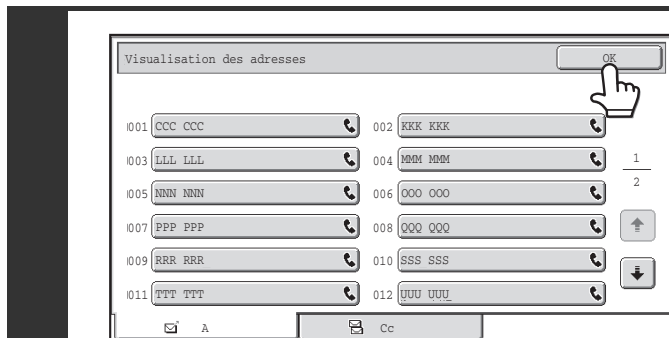 Visualisation des adresses OK
001 CCC CCC 002 KKK KKK
003 LLL LLL 004 MMM MMM
1
005 NNN NNN 006 OOO OOO
2
007 PPP PPP 008 QQQ QQQ
009 RRR RRR 010 SSS SSS
011 TTT TTT 012 UUU UUU
A Cc